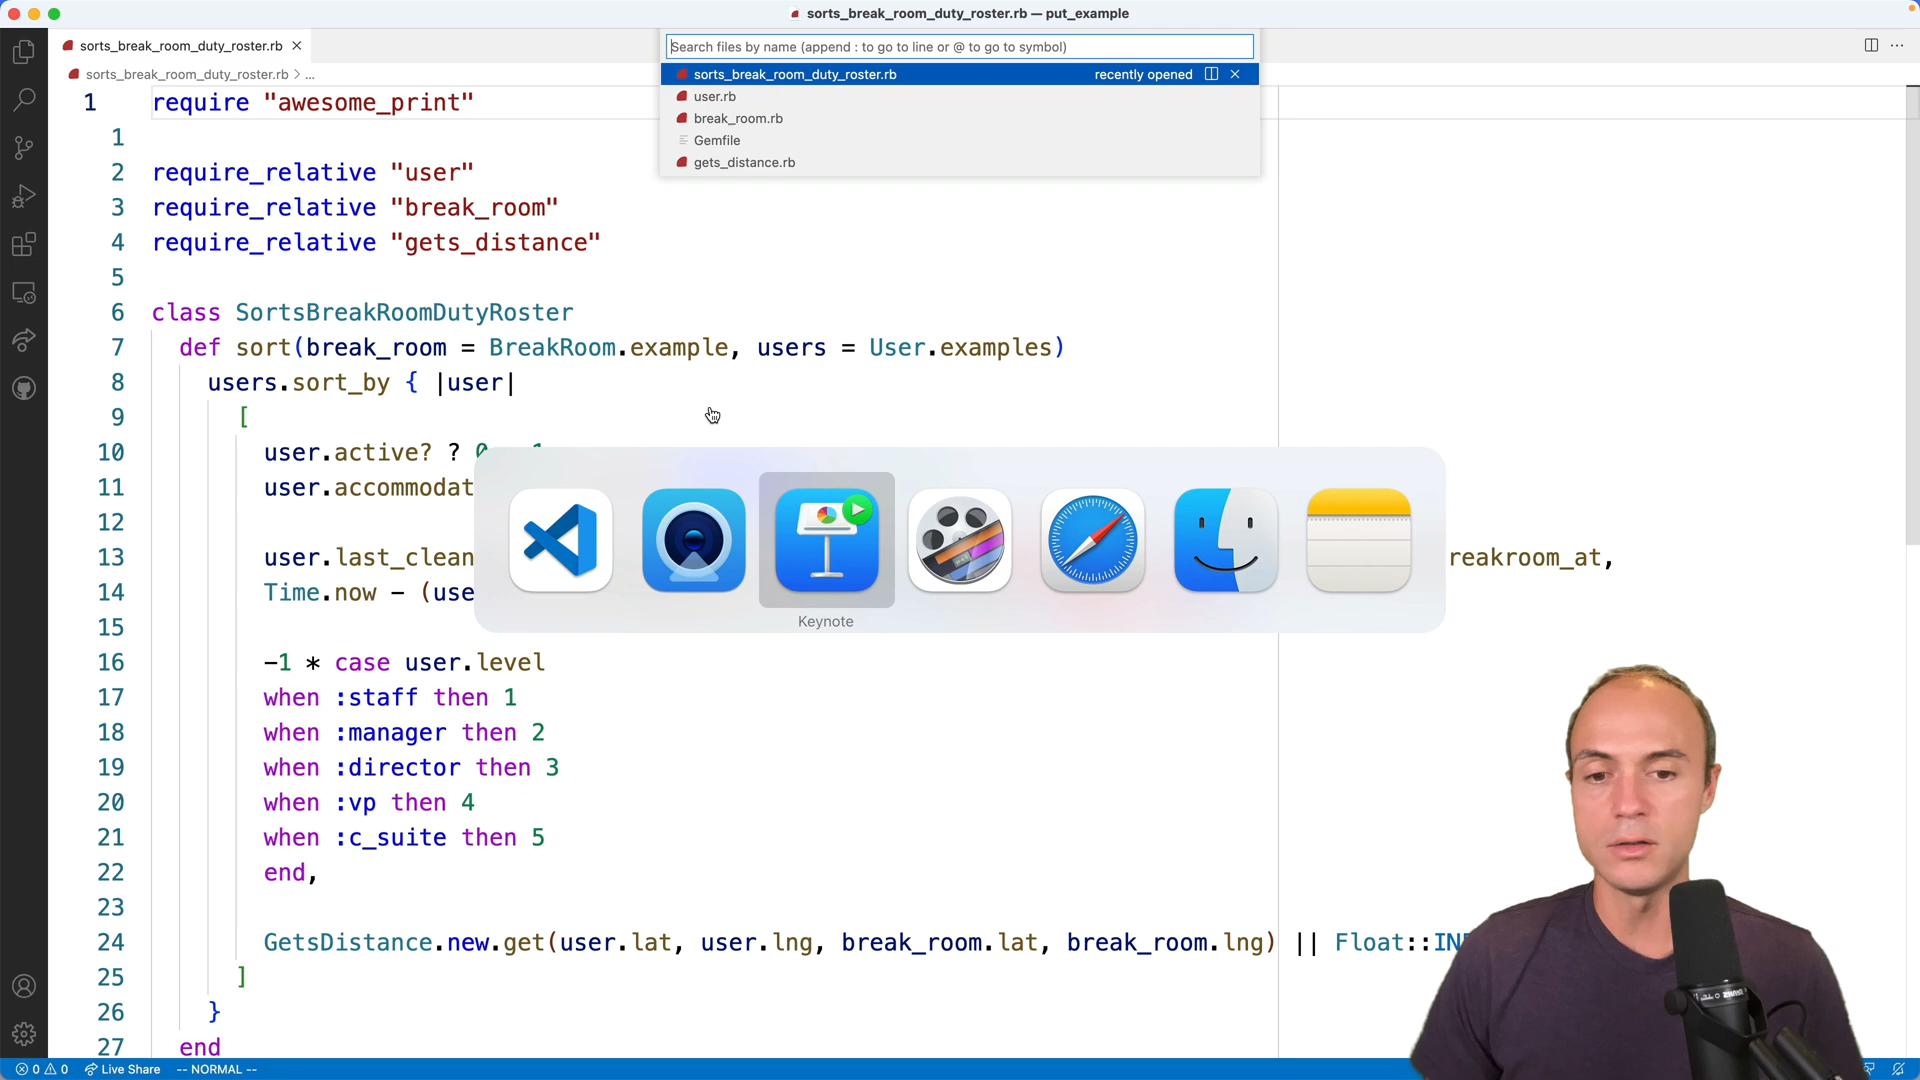 sorts_break_room_duty_roster.rb — put_example
sorts_break_room_duty_roster.rb
Search files by name (append : to go to line or @ to go to symbol)
sorts_break_room_duty_roster.rb > ...
sorts_break_room_duty_roster.rb recently opened
user.rb
break_room.rb
Gemfile
gets_distance.rb
1 require "awesome_print"
1
2 require_relative "user"
3 require_relative "break_room"
4 require_relative "gets_distance"
5
6 class SortsBreakRoomDutyRoster
7 def sort(break_room = BreakRoom.example, users = User.examples)
8 users.sort_by { |user|
9 [
10 user.active? ?
11 user.accommodat
12
13 user.last_clean reakroom_at,
14 Time.now - (use
15
Keynote
16 -1 * case user.level
17 when :staff then 1
18 when :manager then 2
19 when :director then 3
20 when :vp then 4
21 when :c_suite then 5
22 end,
23
24 GetsDistance.new.get(user.lat, user.lng, break_room.lat, break_room.lng) || Float::IN
25 ]
26 }
27 end
0 0 Live Share -- NORMAL --